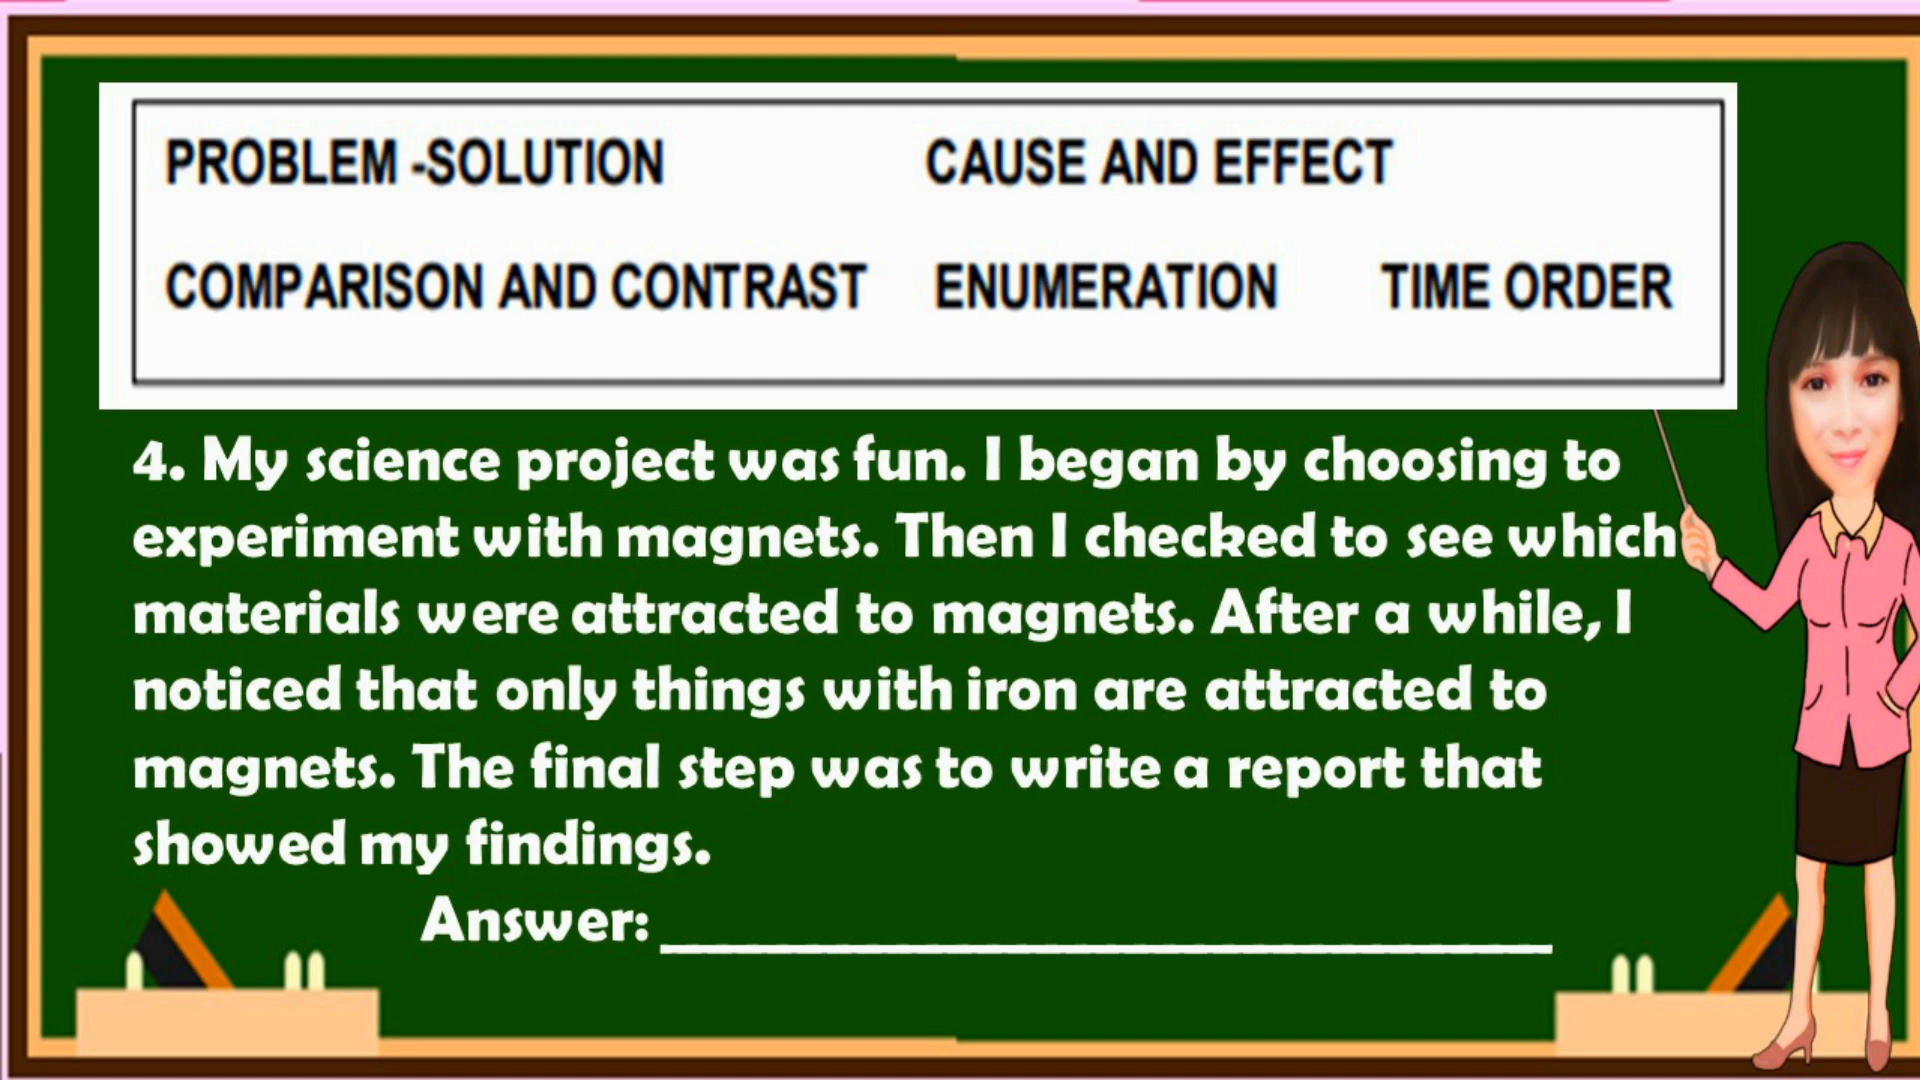 PROBLEM -SOLUTION CAUSE AND EFFECT
COMPARISON AND CONTRAST ENUMERATION TIME ORDER
4. My science project was fun. I began by choosing to
experiment with magnets. Then I checked to see which
materials were attracted to magnets. After a while, I
noticed that only things with iron are attracted to
magnets. The final step was to write a report that
showed my findings.
Answer: ______________________________